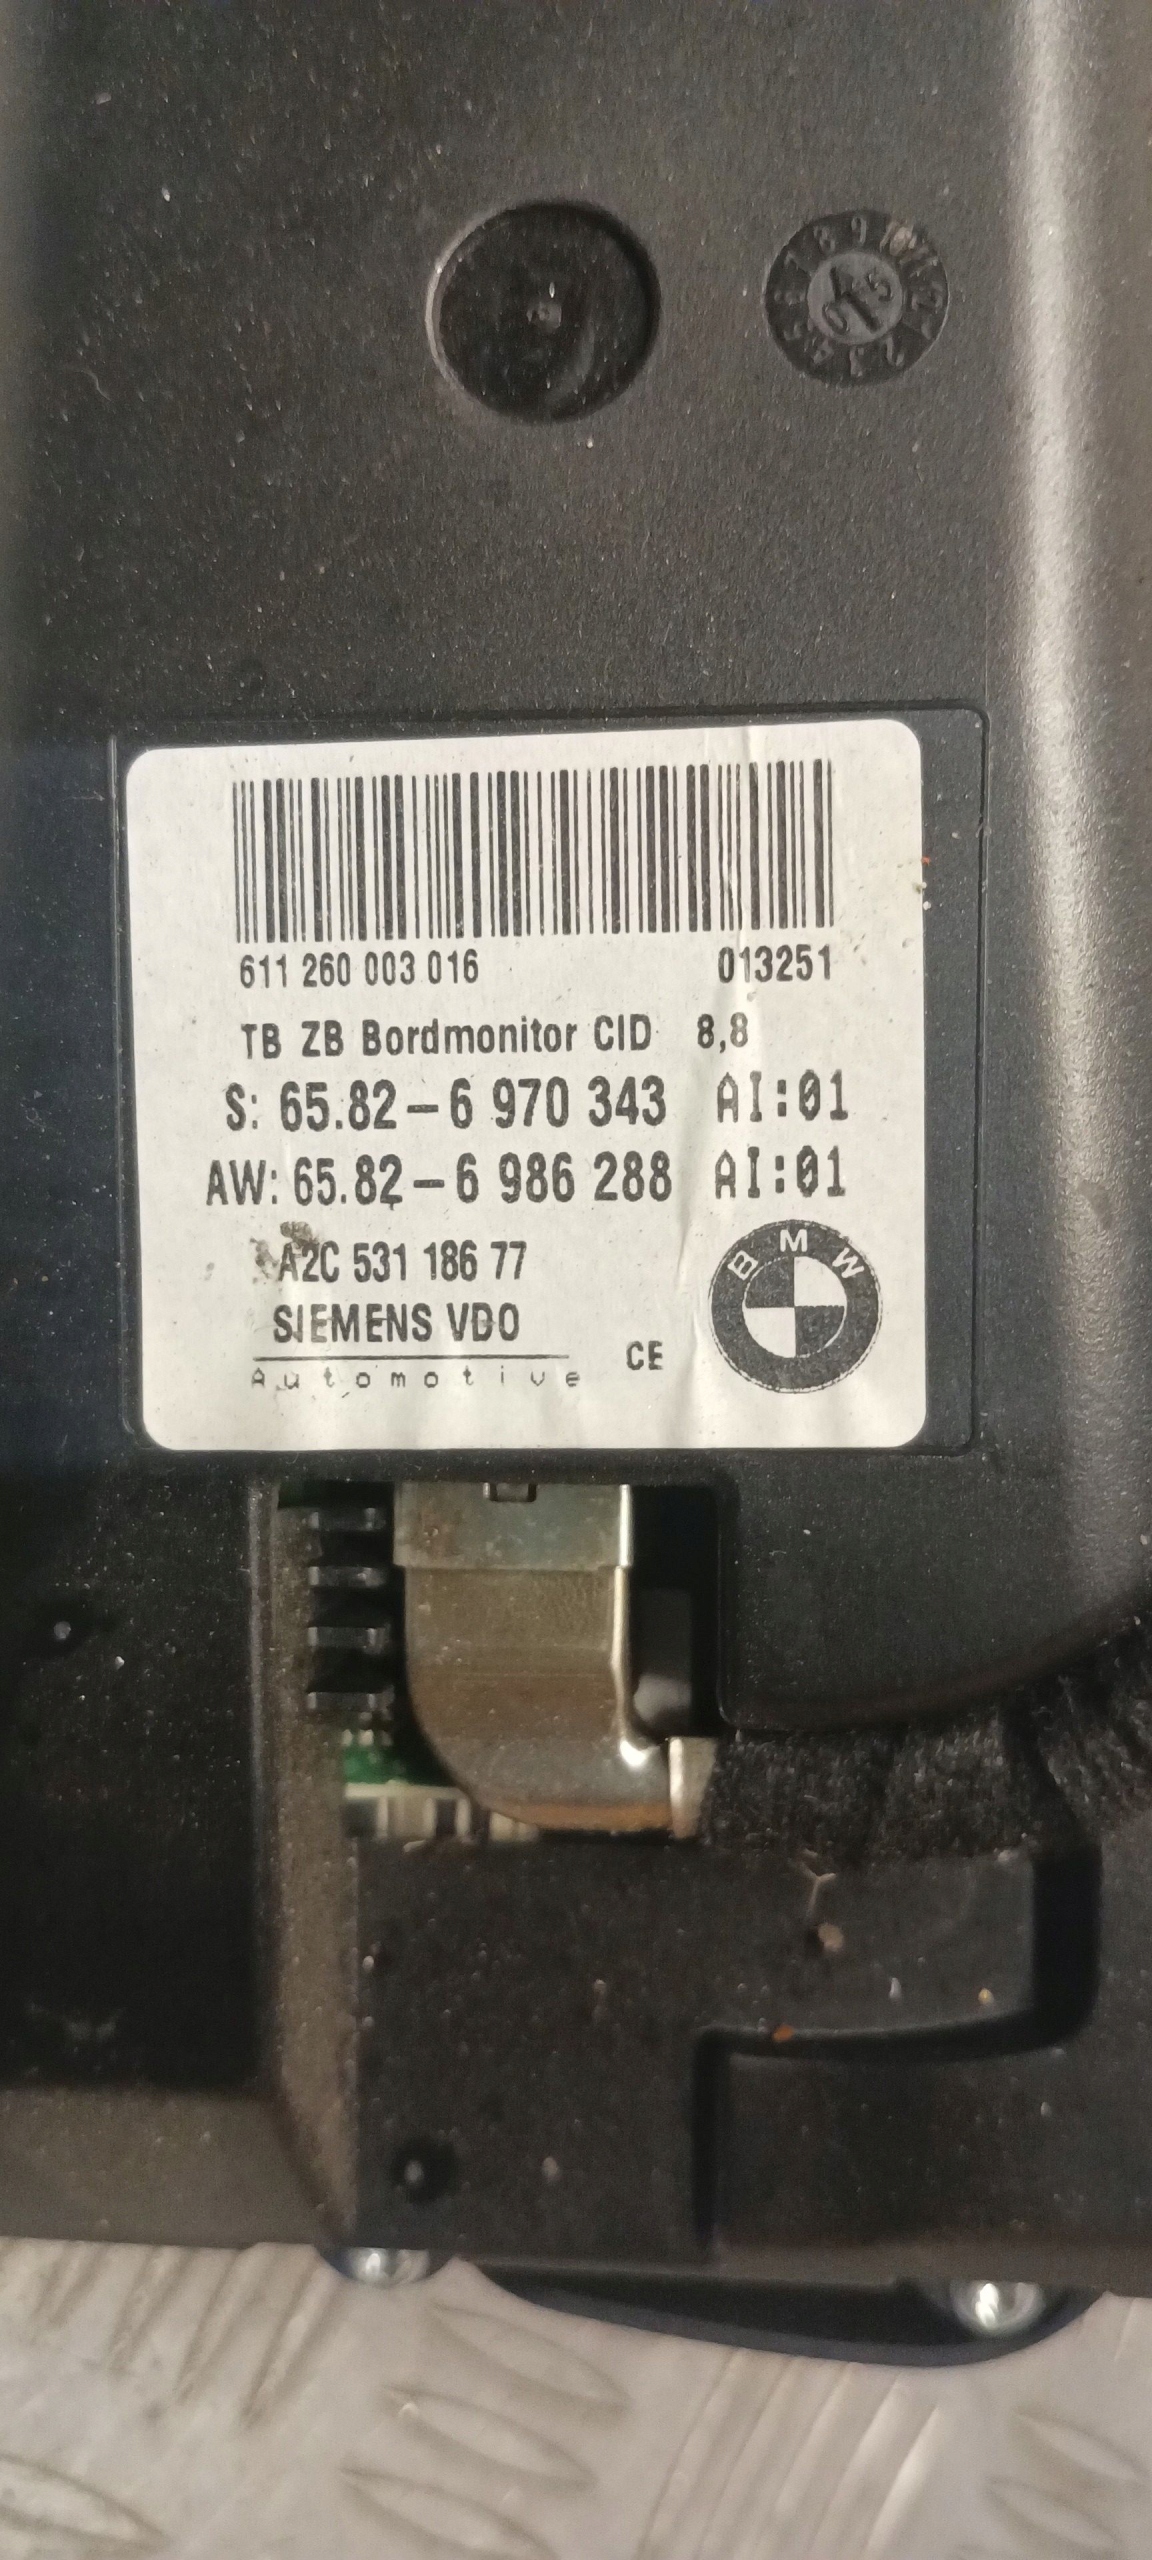 611 260 003 016 013251
TB ZB Bordmonitor CID 8,8
S: 65.82-6 970 343 AI:01
AW: 65.82-6 986 288 AI:01
A2C 531 186 77
SIEMENS VDO
Automotive
CE
BMW